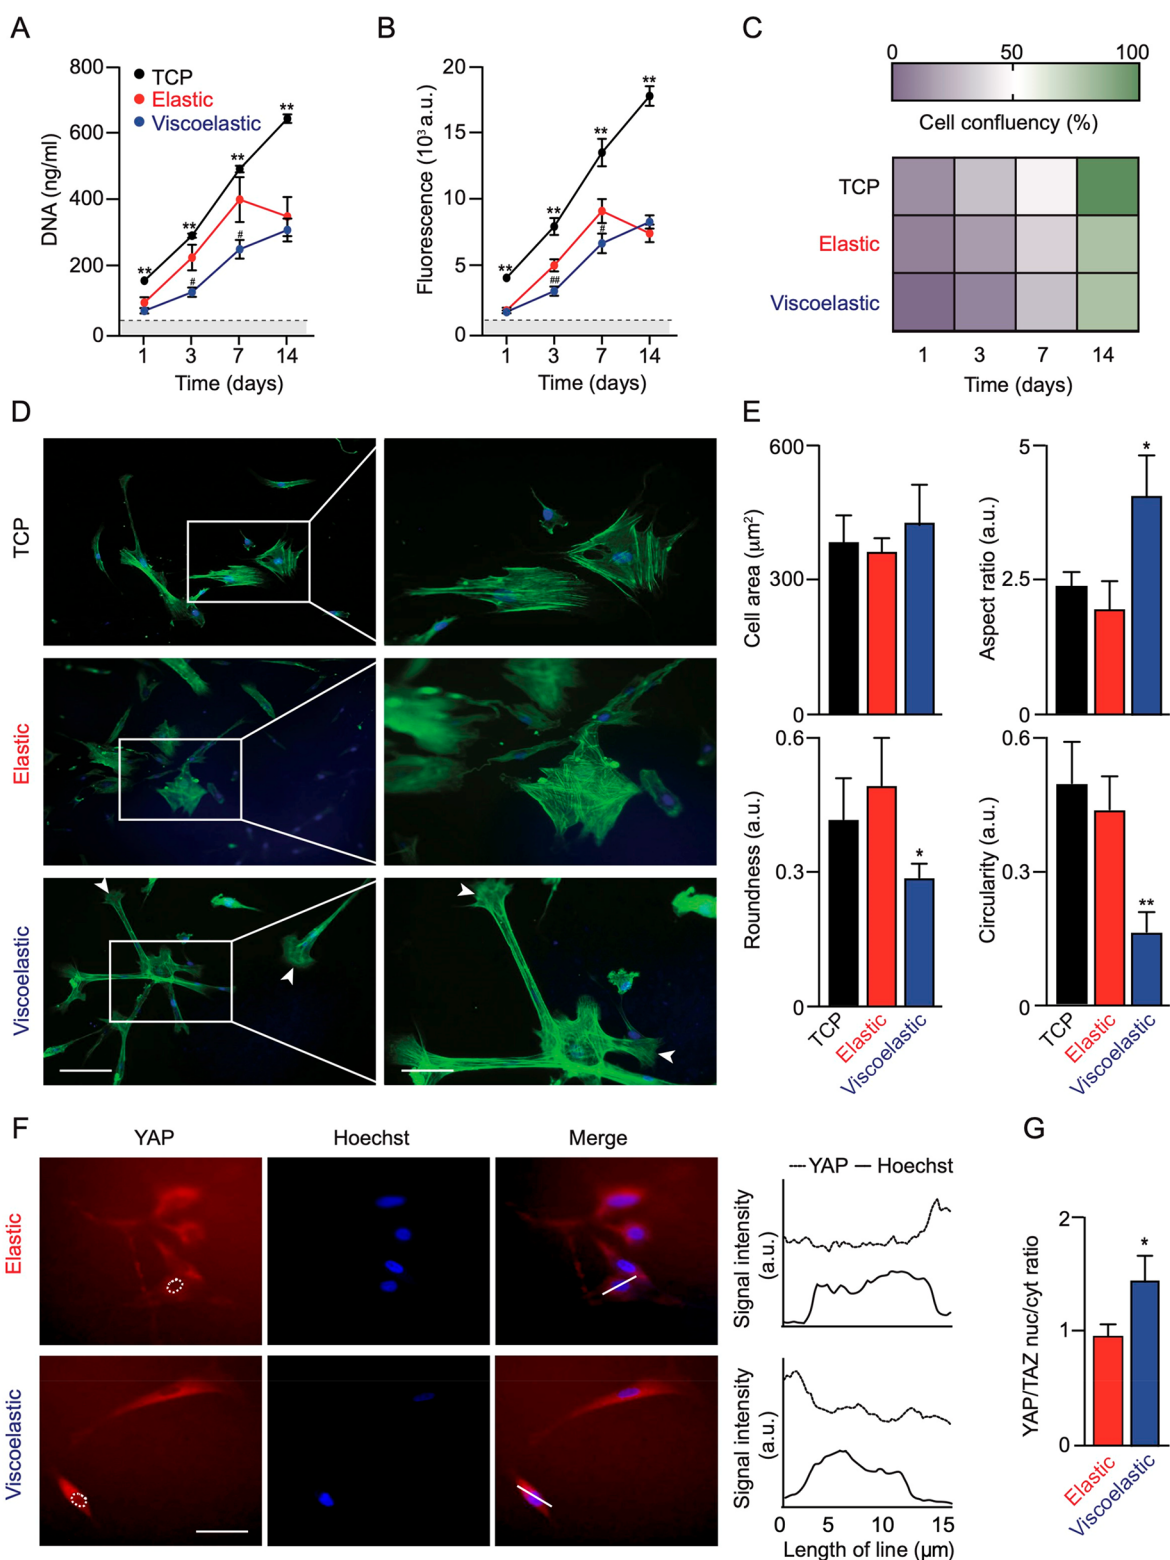 A
B
C
800
600
400
200
0
DNA (ng/ml)
TCP
Elastic
Viscoelastic
**
**
**
**
#
#
1 3 7 14
Time (days)
20
15
10
5
0
Fluorescence (10³ a.u.)
**
**
**
**
##
#
1 3 7 14
Time (days)
0 50 100
Cell confluency (%)
TCP
Elastic
Viscoelastic
1 3 7 14
Time (days)
D
TCP
Elastic
Viscoelastic
E
600
300
0
Cell area (µm²)
5
2.5
0
Aspect ratio (a.u.)
*
0.6
0.3
0
Roundness (a.u.)
*
TCP
Elastic
Viscoelastic
0.6
0.3
0
Circularity (a.u.)
**
TCP
Elastic
Viscoelastic
F
YAP Hoechst Merge
Elastic
Viscoelastic
YAP Hoechst
Signal intensity
(a.u.)
Signal intensity
(a.u.)
0 5 10 15
Length of line (µm)
G
2
1
0
YAP/TAZ nuc/cyt ratio
*
Elastic
Viscoelastic